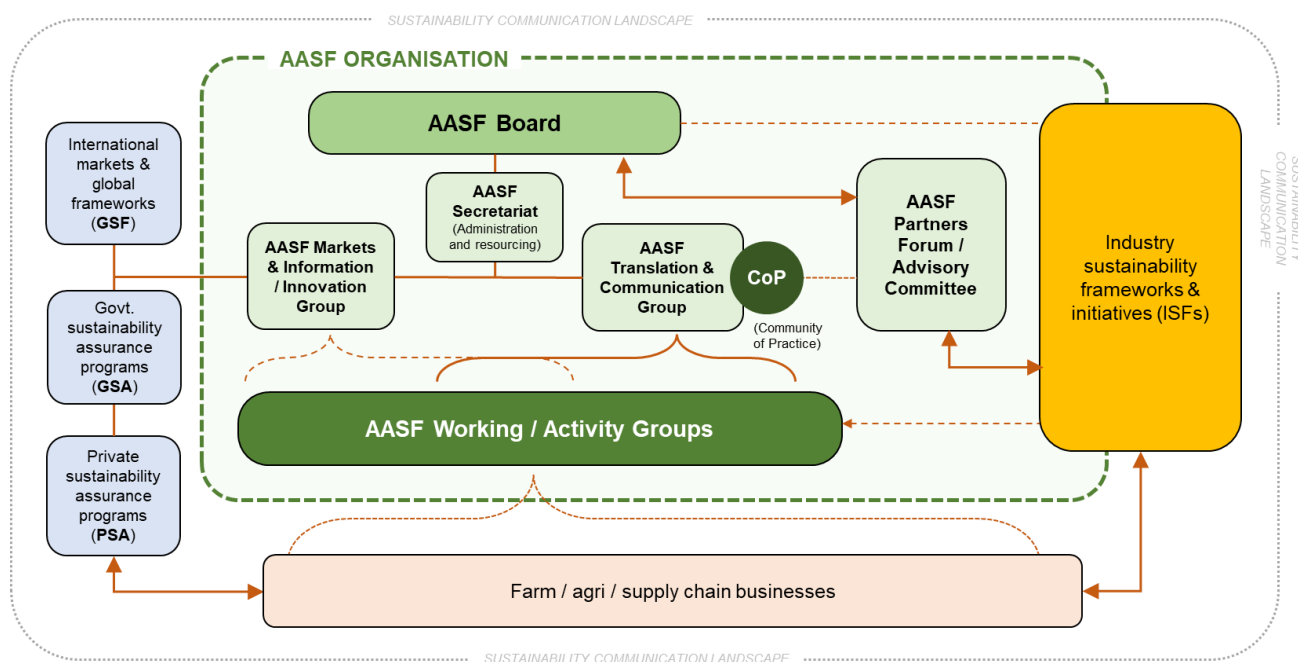 SUSTAINABILITY COMMUNICATION LANDSCAPE
AASF ORGANISATION
AASF Board
International
markets &
global
frameworks
(GSF)
AASF
Secretariat
(Administration
and resourcing)
AASF Markets
& Information
/ Innovation
Group
AASF
Translation &
Communication
Group
CoP
(Community
of Practice)
AASF
Partners
Forum /
Advisory
Committee
Industry
sustainability
frameworks &
initiatives (ISFs)
SUSTAINABILITY
COMMUNICATION
LANDSCAPE
Govt.
sustainability
assurance
programs
(GSA)
AASF Working / Activity Groups
Private
sustainability
assurance
programs
(PSA)
Farm / agri / supply chain businesses
SUSTAINABILITY COMMUNICATION LANDSCAPE